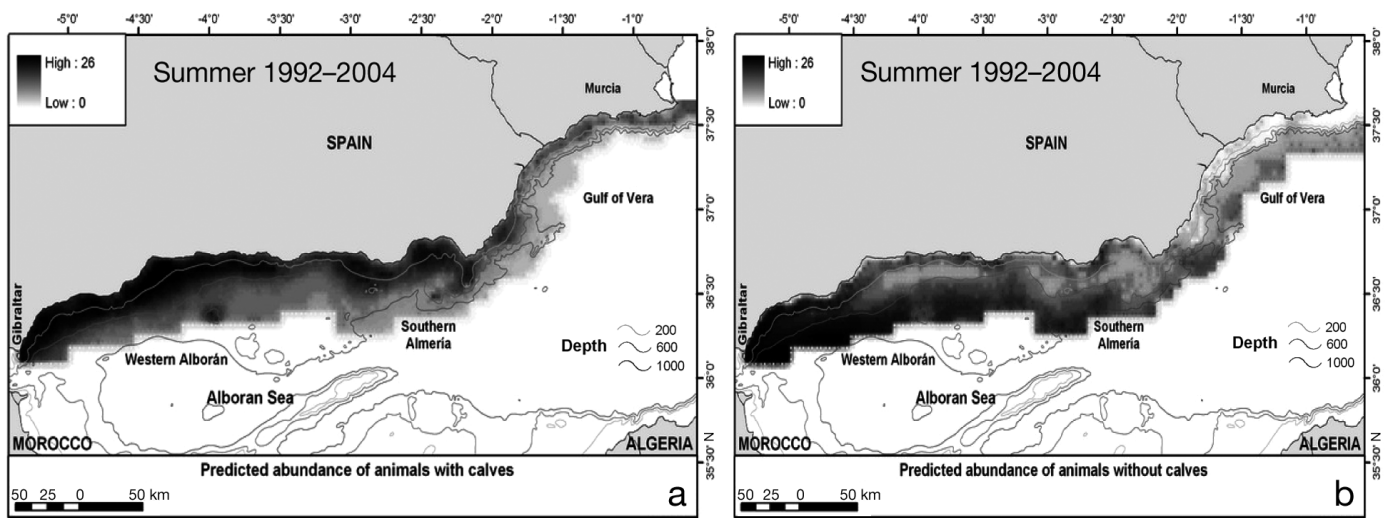 -5°0' -4°30' -4°0' -3°30' -3°0' -2°30' -2°0' -1°30' -1°0'
High : 26
Low : 0
Summer 1992–2004
Murcia
SPAIN
Gulf of Vera
Gibraltar
Southern
Almería
Western Alborán
Depth
200
600
1000
Alboran Sea
MOROCCO
ALGERIA
38°0'
37°30'
37°0'
36°30'
36°0'
35°30' N
Predicted abundance of animals with calves
50 25 0 50 km
a
-5°0' -4°30' -4°0' -3°30' -3°0' -2°30' -2°0' -1°30' -1°0'
High : 26
Low : 0
Summer 1992–2004
Murcia
SPAIN
Gulf of Vera
Gibraltar
Southern
Almería
Western Alborán
Depth
200
600
1000
Alboran Sea
MOROCCO
ALGERIA
38°0'
37°30'
37°0'
36°30'
36°0'
35°30' N
Predicted abundance of animals without calves
50 25 0 50 km
b